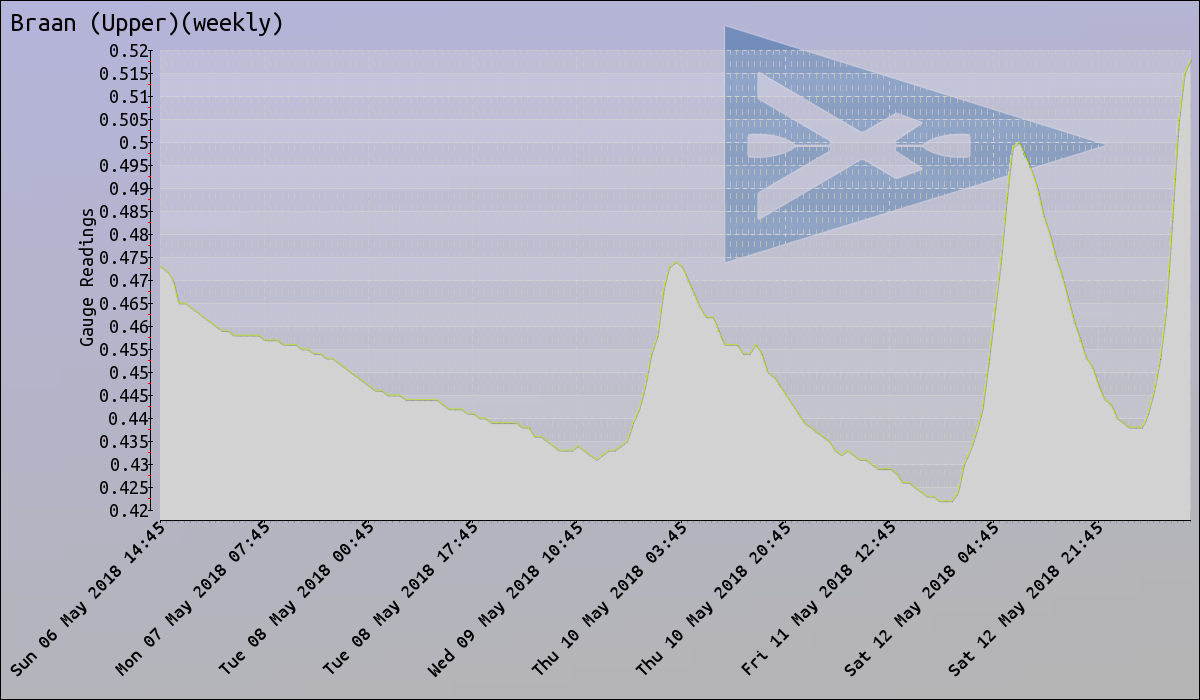 Braan (Upper)(weekly)
Gauge Readings
0.52
0.515
0.51
0.505
0.5
0.495
0.49
0.485
0.48
0.475
0.47
0.465
0.46
0.455
0.45
0.445
0.44
0.435
0.43
0.425
0.42
Sun 06 May 2018 14:45
Mon 07 May 2018 07:45
Tue 08 May 2018 00:45
Tue 08 May 2018 17:45
Wed 09 May 2018 10:45
Thu 10 May 2018 03:45
Thu 10 May 2018 20:45
Fri 11 May 2018 12:45
Sat 12 May 2018 04:45
Sat 12 May 2018 21:45